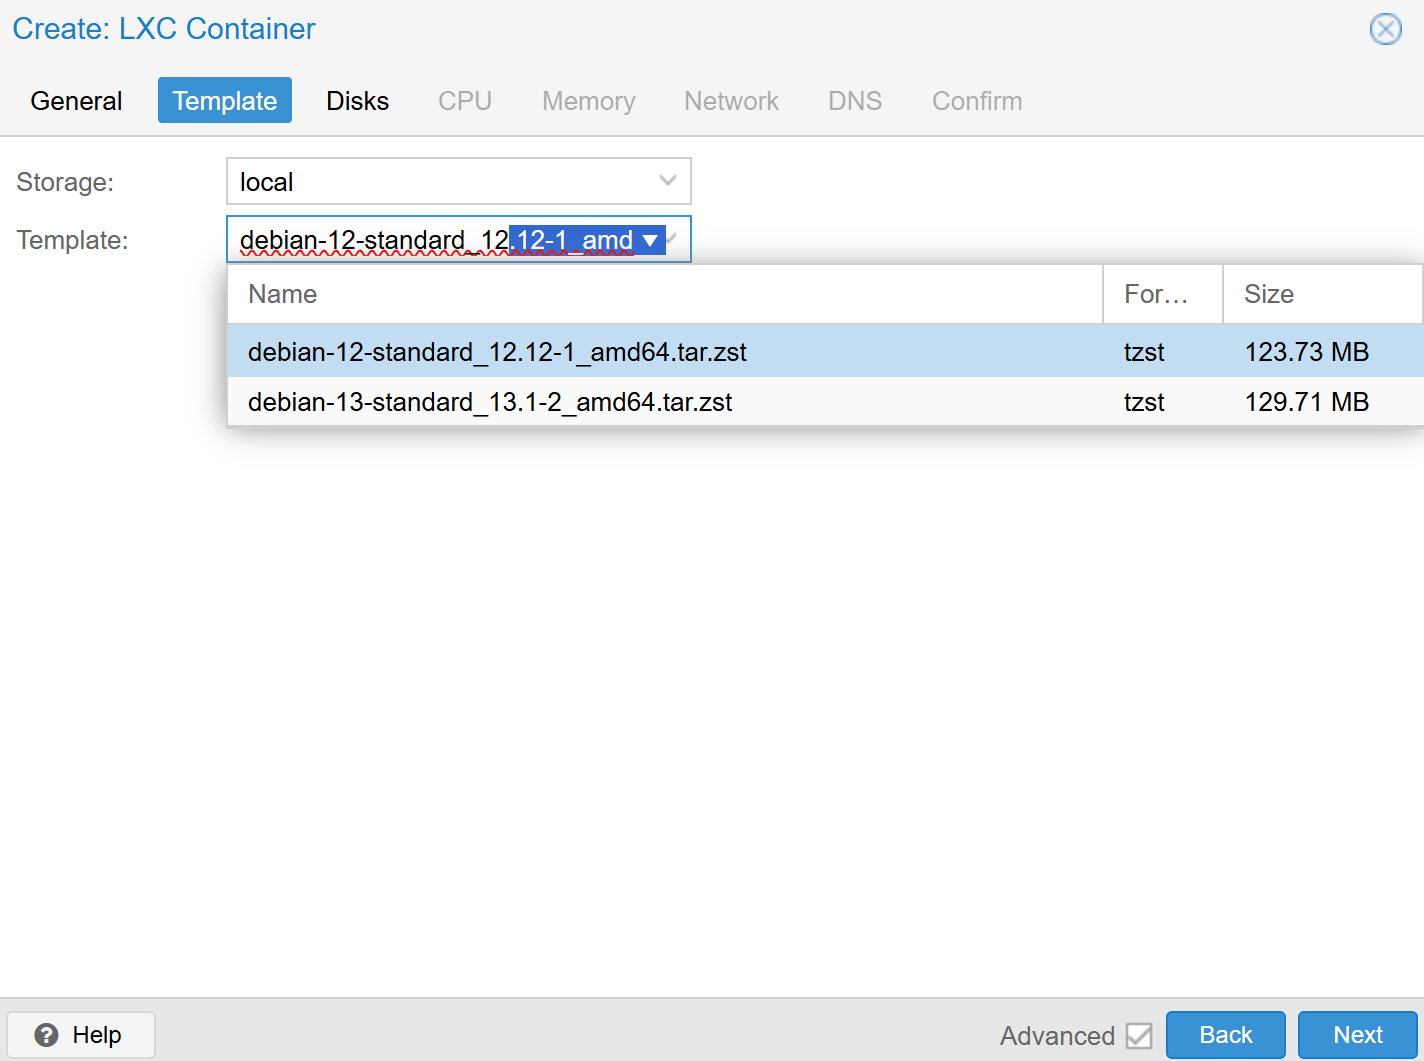 Create: LXC Container
General Template Disks CPU Memory Network DNS Confirm
Storage: local
Template: debian-12-standard_12.12-1_amd
Name For… Size
debian-12-standard_12.12-1_amd64.tar.zst tzst 123.73 MB
debian-13-standard_13.1-2_amd64.tar.zst tzst 129.71 MB
Help Advanced Back Next